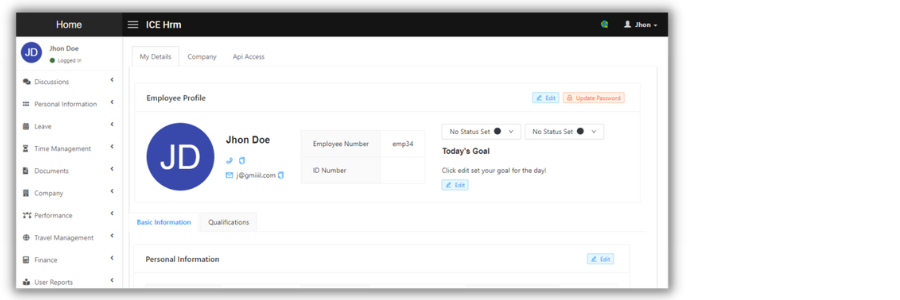 Home
ICE Hrm
Jhon
JD
Jhon Doe
Logged In
Discussions
Personal Information
Leave
Time Management
Documents
Company
Performance
Travel Management
Finance
User Reports
My Details
Company
Api Access
Employee Profile
Edit
Update Password
JD
Jhon Doe
j@gmiiil.com
Employee Number
emp34
ID Number
No Status Set
No Status Set
Today's Goal
Click edit set your goal for the day!
Edit
Basic Information
Qualifications
Personal Information
Edit